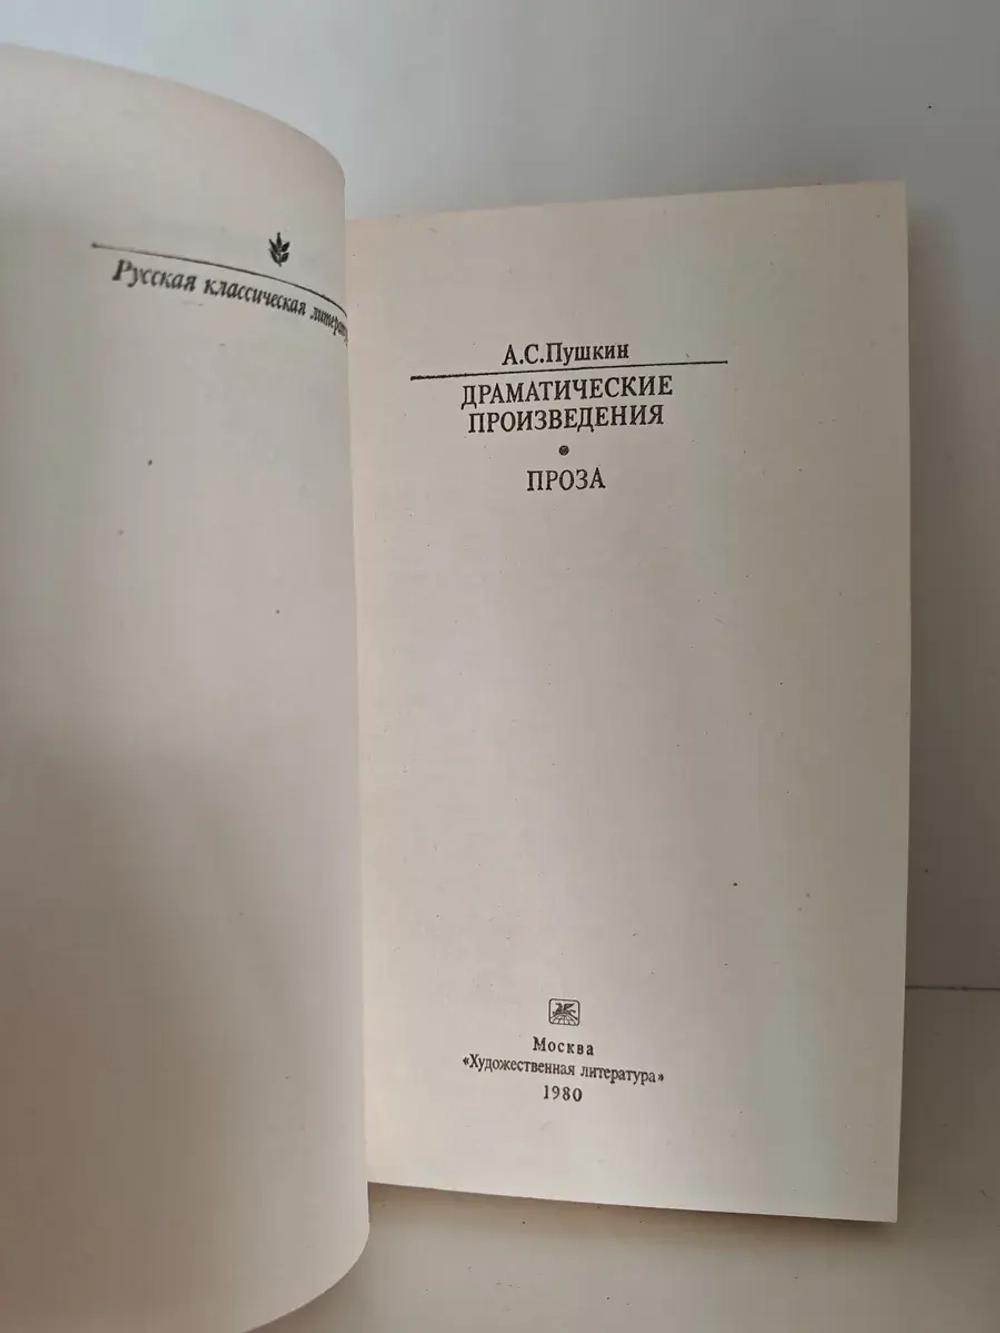 Русская классическая
А.С.Пушкин
ДРАМАТИЧЕСКИЕ
ПРОИЗВЕДЕНИЯ
•
ПРОЗА
Москва
«Художественная литература»
1980